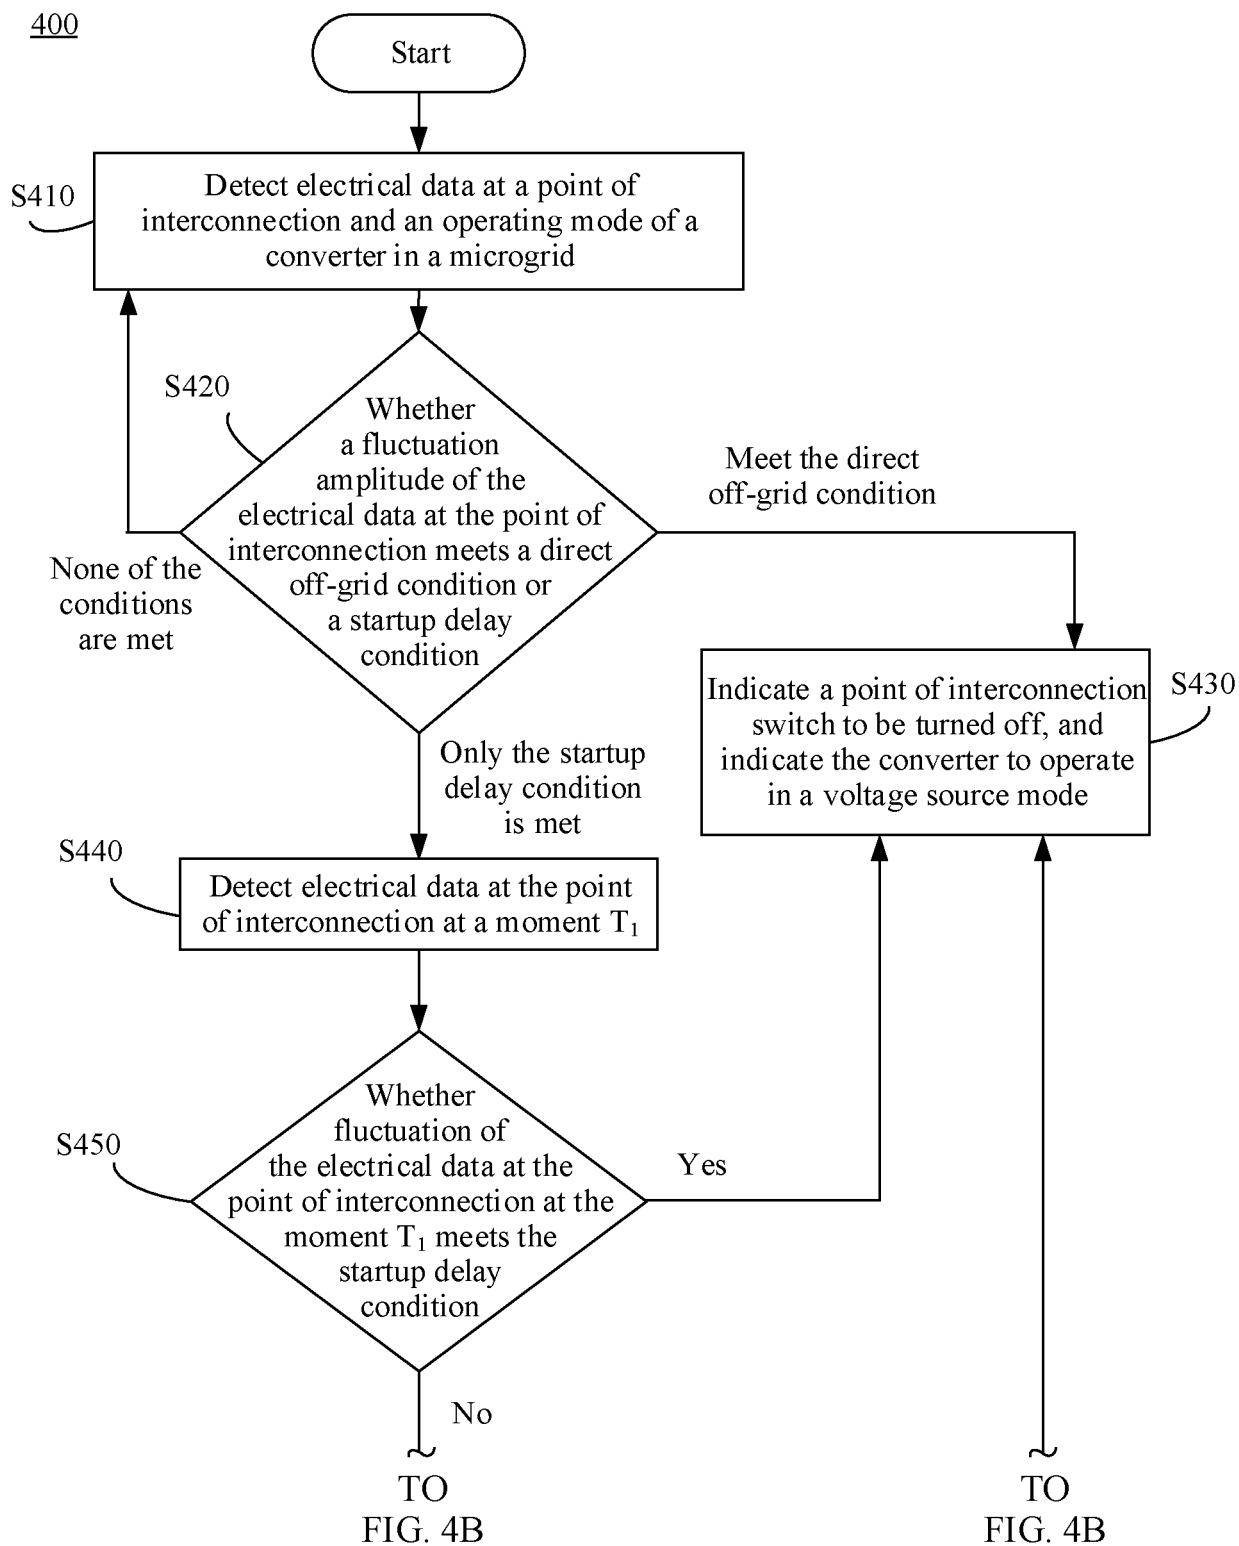 400
Start
S410
Detect electrical data at a point of
interconnection and an operating mode of a
converter in a microgrid
S420
Whether
a fluctuation
amplitude of the
electrical data at the point of
interconnection meets a direct
off-grid condition or
a startup delay
condition
Meet the direct
off-grid condition
None of the
conditions
are met
Indicate a point of interconnection
switch to be turned off, and
indicate the converter to operate
in a voltage source mode
S430
Only the startup
delay condition
is met
S440
Detect electrical data at the point
of interconnection at a moment T₁
S450
Whether
fluctuation of
the electrical data at the
point of interconnection at the
moment T₁ meets the
startup delay
condition
Yes
No
TO
FIG. 4B
TO
FIG. 4B